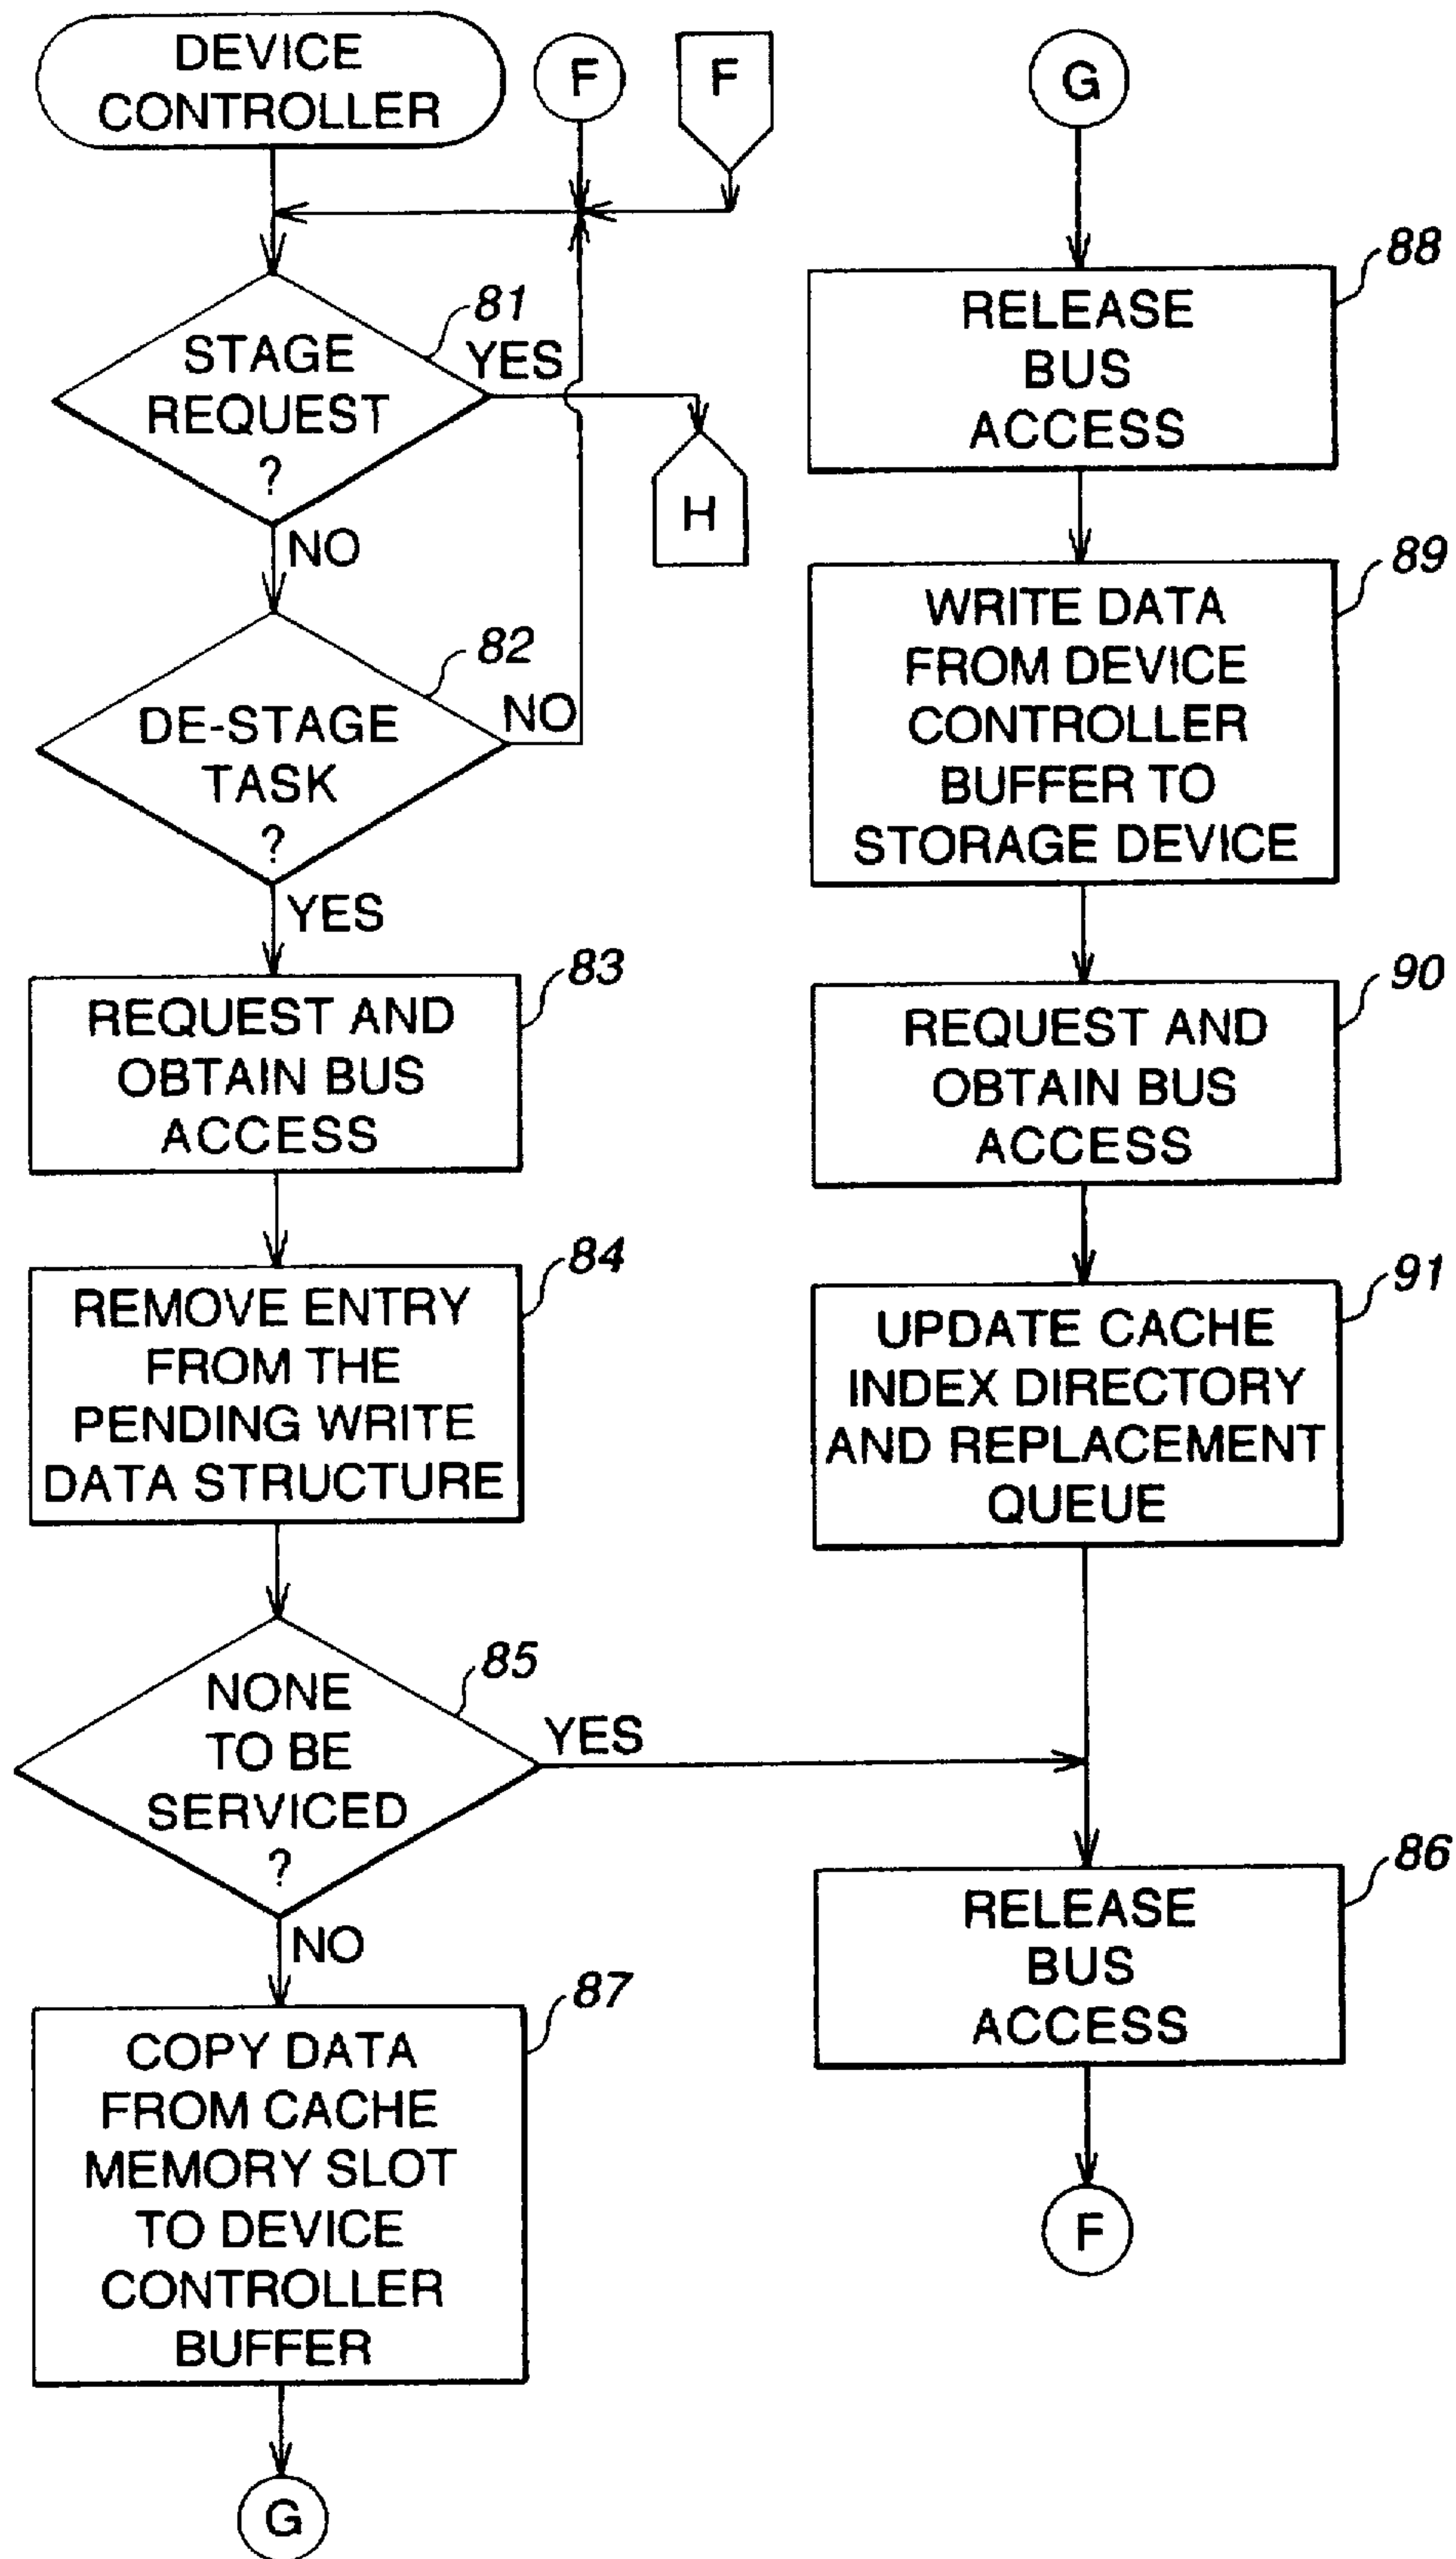 DEVICE
CONTROLLER
F
F
81
STAGE
REQUEST
?
YES
H
NO
82
DE-STAGE
TASK
?
NO
YES
83
REQUEST AND
OBTAIN BUS
ACCESS
84
REMOVE ENTRY
FROM THE
PENDING WRITE
DATA STRUCTURE
85
NONE
TO BE
SERVICED
?
YES
NO
87
COPY DATA
FROM CACHE
MEMORY SLOT
TO DEVICE
CONTROLLER
BUFFER
G
G
88
RELEASE
BUS
ACCESS
89
WRITE DATA
FROM DEVICE
CONTROLLER
BUFFER TO
STORAGE DEVICE
90
REQUEST AND
OBTAIN BUS
ACCESS
91
UPDATE CACHE
INDEX DIRECTORY
AND REPLACEMENT
QUEUE
86
RELEASE
BUS
ACCESS
F